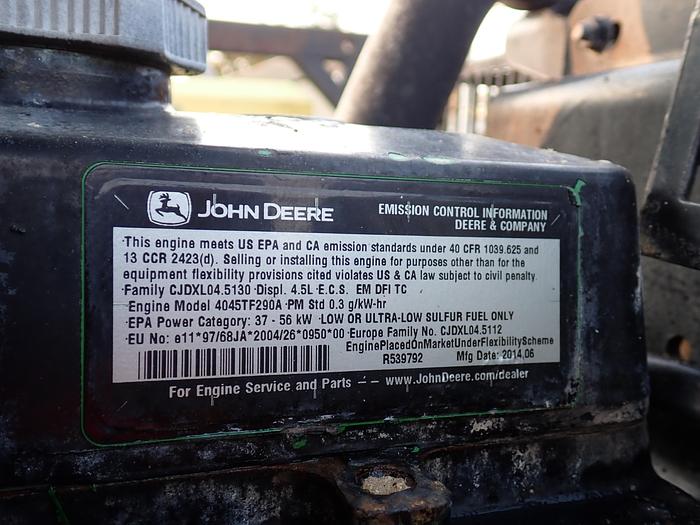 JOHN DEERE
EMISSION CONTROL INFORMATION
DEERE & COMPANY
This engine meets US EPA and CA emission standards under 40 CFR 1039.625 and
13 CCR 2423(d). Selling or installing this engine for purposes other than for the
equipment flexibility provisions cited violates US & CA law subject to civil penalty.
Family CJDXL04.5130 · Displ. 4.5L · E.C.S. EM DFI TC
Engine Model 4045TF290A · PM Std 0.3 g/kW-hr
EPA Power Category: 37 - 56 kW · LOW OR ULTRA-LOW SULFUR FUEL ONLY
EU No: e11*97/68JA*2004/26*0950*00 · Europe Family No. CJDXL04.5112
EnginePlacedOnMarketUnderFlexibilityScheme
R539792 Mfg Date: 2014.06
For Engine Service and Parts -- www.JohnDeere.com/dealer